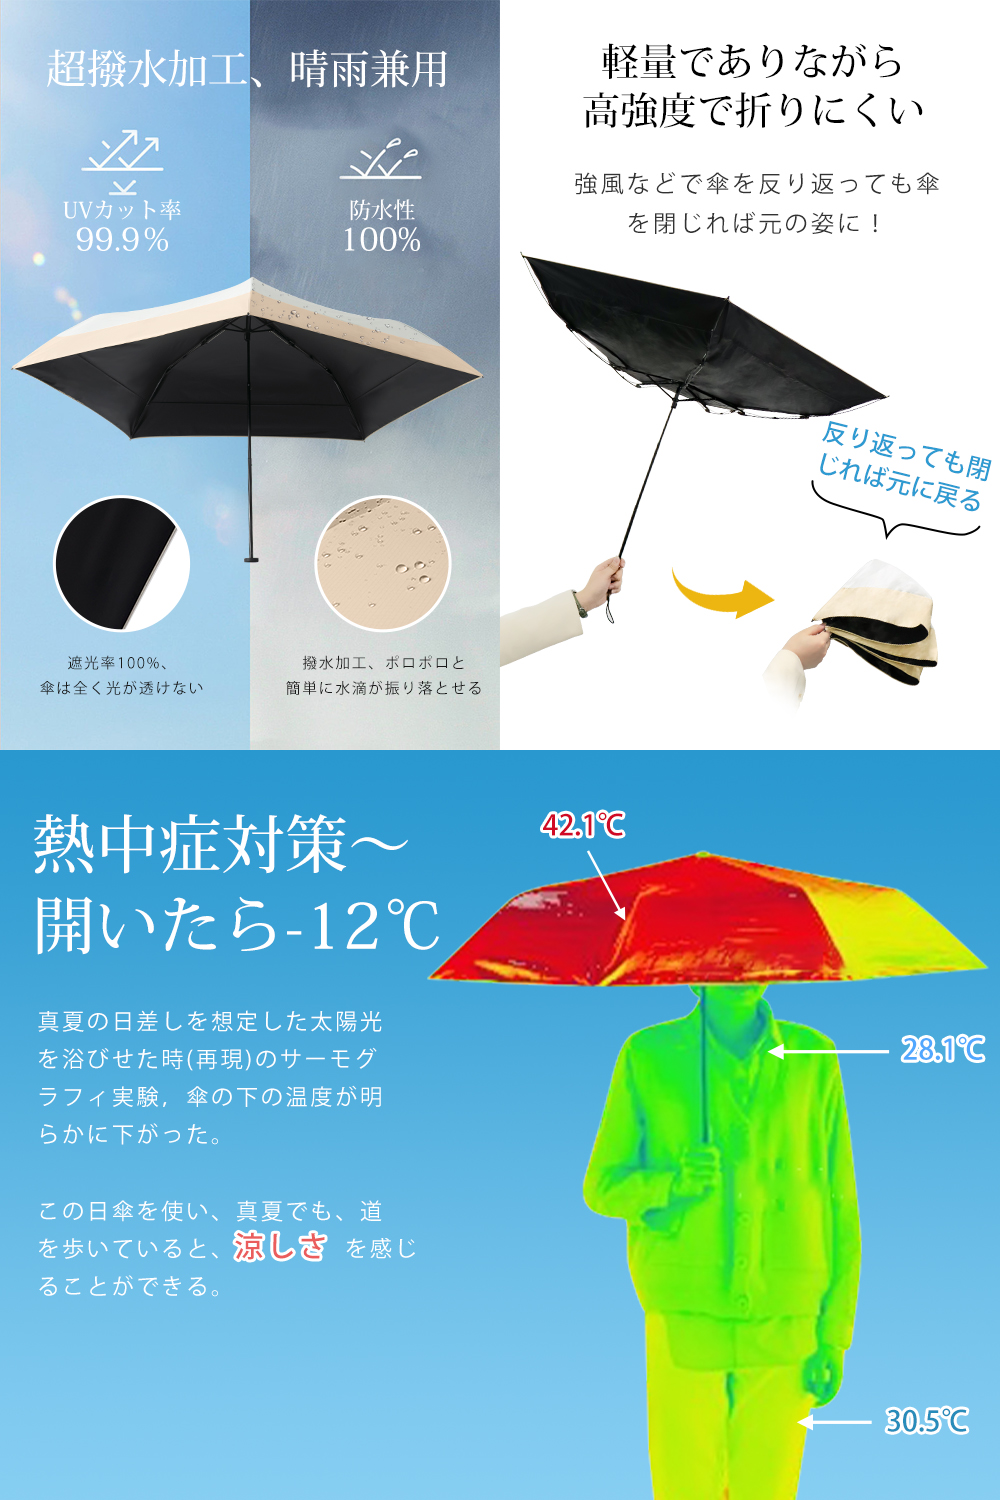 超撥水加工、晴雨兼用
UVカット率
99.9%
防水性
100%
遮光率100%、
傘は全く光が透けない
撥水加工、ポロポロと
簡単に水滴が振り落とせる
軽量でありながら
高強度で折りにくい
強風などで傘を反り返っても傘
を閉じれば元の姿に！
反り返っても閉
じれば元に戻る
熱中症対策～
開いたら-12℃
真夏の日差しを想定した太陽光
を浴びせた時(再現)のサーモグ
ラフィ実験，傘の下の温度が明
らかに下がった。
この日傘を使い、真夏でも、道
を歩いていると、涼しさ を感じ
ることができる。
42.1℃
28.1℃
30.5℃